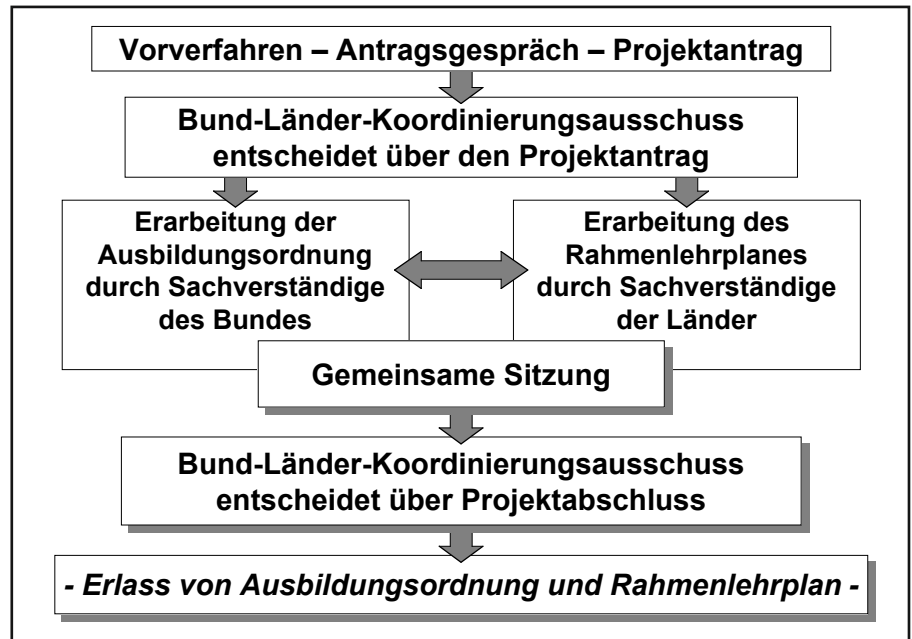 Vorverfahren – Antragsgespräch – Projektantrag
Bund-Länder-Koordinierungsausschuss
entscheidet über den Projektantrag
Erarbeitung der
Ausbildungsordnung
durch Sachverständige
des Bundes
Erarbeitung des
Rahmenlehrplanes
durch Sachverständige
der Länder
Gemeinsame Sitzung
Bund-Länder-Koordinierungsausschuss
entscheidet über Projektabschluss
- Erlass von Ausbildungsordnung und Rahmenlehrplan -